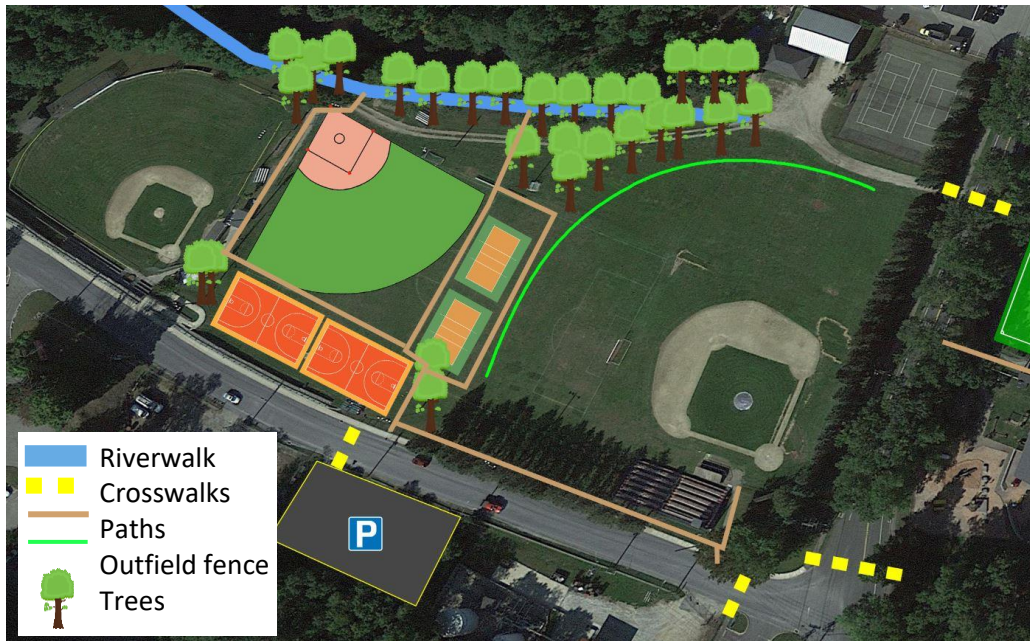 P
Riverwalk
Crosswalks
Paths
Outfield fence
Trees